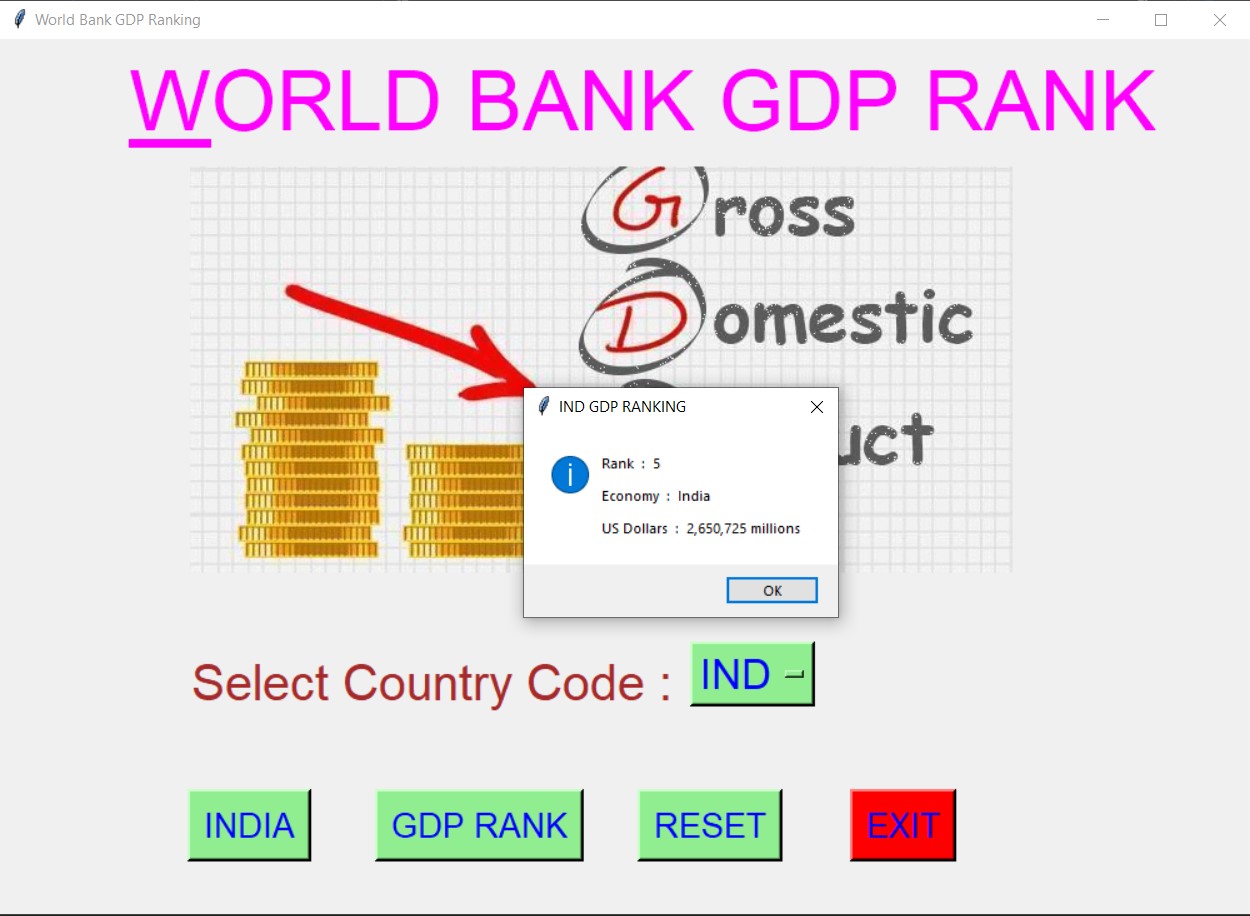 World Bank GDP Ranking
WORLD BANK GDP RANK
Gross
Domestic
uct
IND GDP RANKING
i
Rank : 5
Economy : India
US Dollars : 2,650,725 millions
OK
Select Country Code : IND
INDIA GDP RANK RESET EXIT